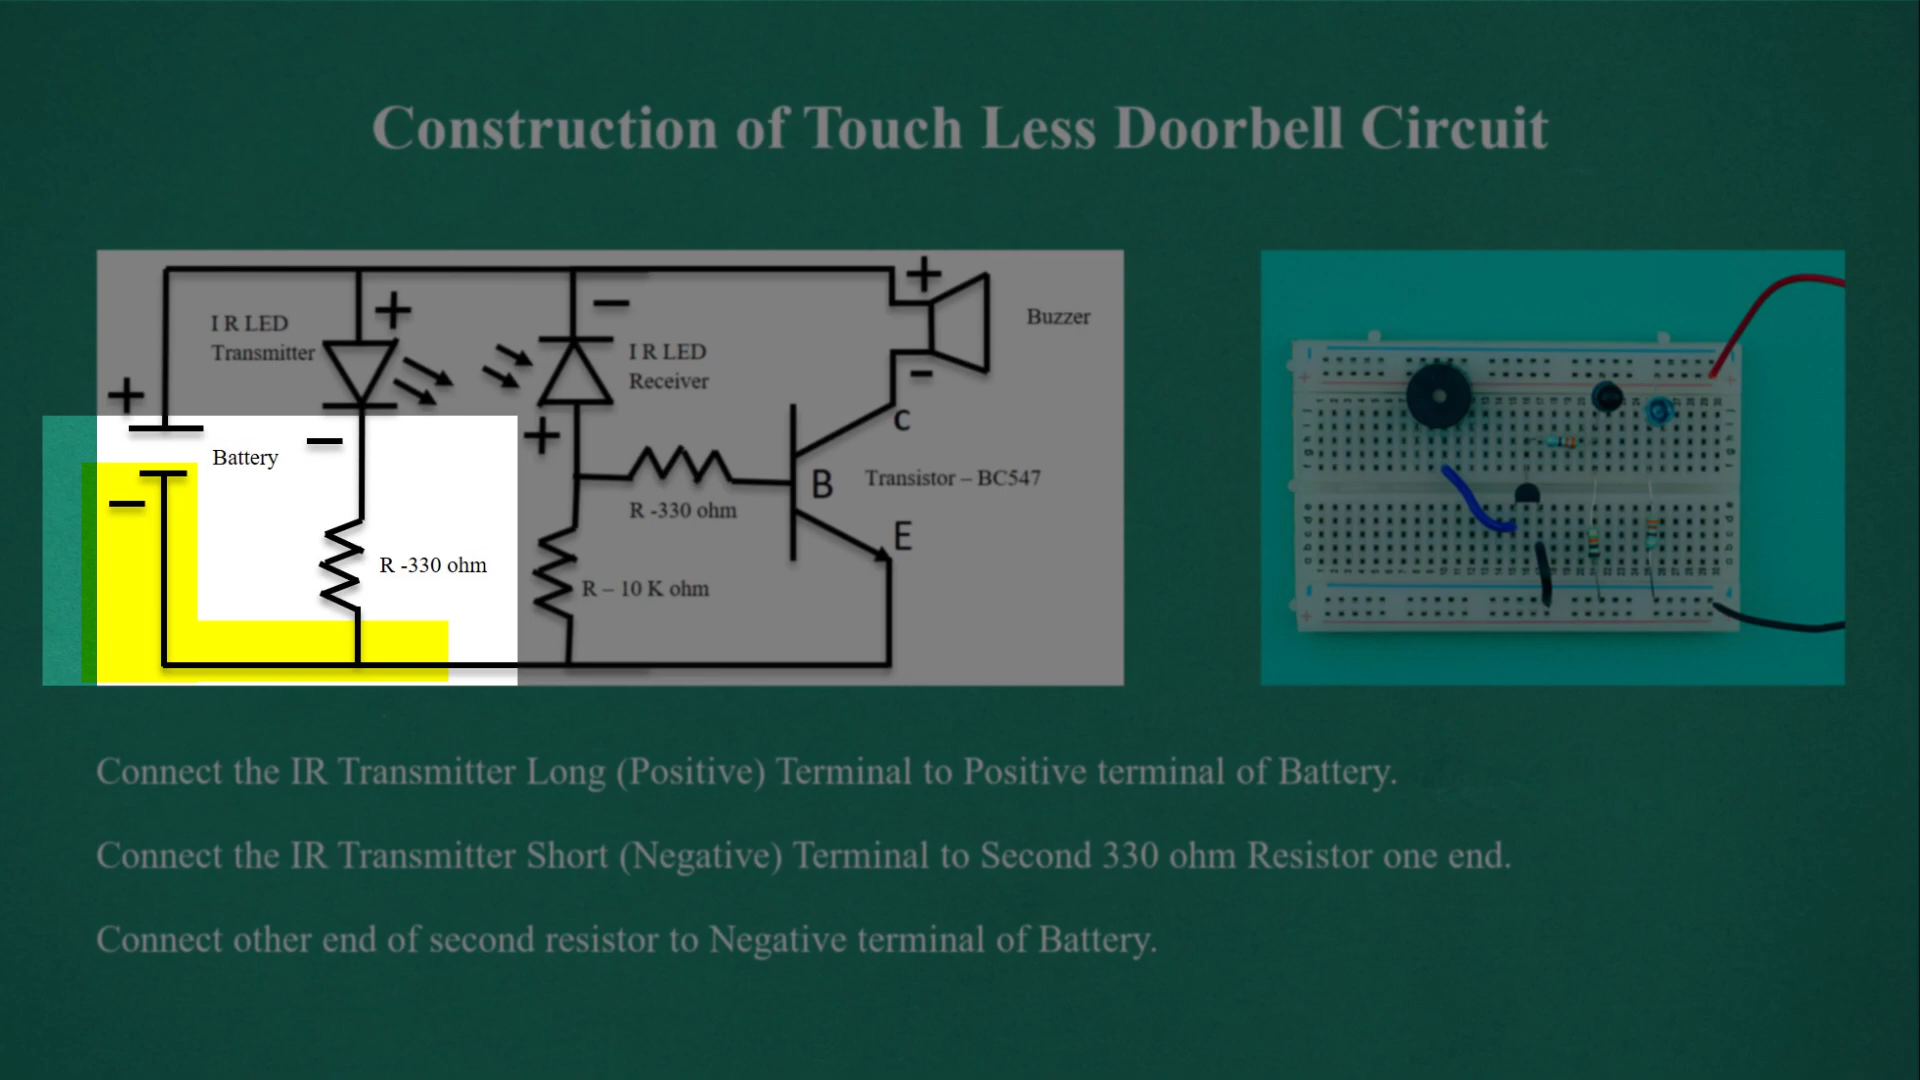 Construction of Touch Less Doorbell Circuit
+
I R LED
Transmitter
+
−
I R LED
Receiver
+
−
Buzzer
+
Battery
−
−
+
C
B
Transistor – BC547
R -330 ohm
E
R -330 ohm
R – 10 K ohm
Connect the IR Transmitter Long (Positive) Terminal to Positive terminal of Battery.
Connect the IR Transmitter Short (Negative) Terminal to Second 330 ohm Resistor one end.
Connect other end of second resistor to Negative terminal of Battery.